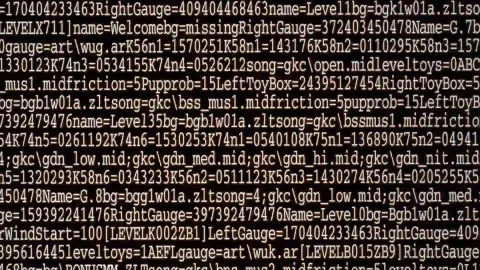 =170404233463RightGauge=409404468463name=Level1bg=bgk1w01a.zltso
LEVELX711]name=Welcomebg=missingRightGauge=372403450478Name=G.7b
0gauge=art\wug.arK56n1=1570251K58n1=143176K58n2=0110295K58n3=157
1330123K74n3=0534155K74n4=0526212song=gkc\open.midleveltoys=0ABC
_mus1.midfriction=5Pupprob=15LeftToyBox=24395127454RightToyBox=5
g=bgb1w01a.zltsong=gkc\bss_mus1.midfriction=5pupprob=15LeftToyB
7392479476name=Level35bg=bgb1w01a.zltsong=gkc\bssmus1.midfrictio
54K74n5=0261192K74n6=1530253K74n1=0540108K75n1=136890K75n2=04941
4;gkc\gdn_low.mid;gkc\gdn_med.mid;gkc\gdn_hi.mid;gkc\gdn_nit.mid
n5=1320293K58n6=0343233K56n2=0511123K56n3=1430274K56n4=0205255K5
450478Name=G.8bg=bgg1w01a.zltsong=4;gkc\gdn_low.mid;gkc\gdn_med.
ge=159392241476RightGauge=397392479476Name=Level0bg=Bgb1w01a.zlt
rWindStart=100[LEVELK002ZB1]LeftGauge=170404233463RightGauge=409
395616445leveltoys=1AEFLgauge=art\wuk.ar[LEVELB015ZB9]RightGauge